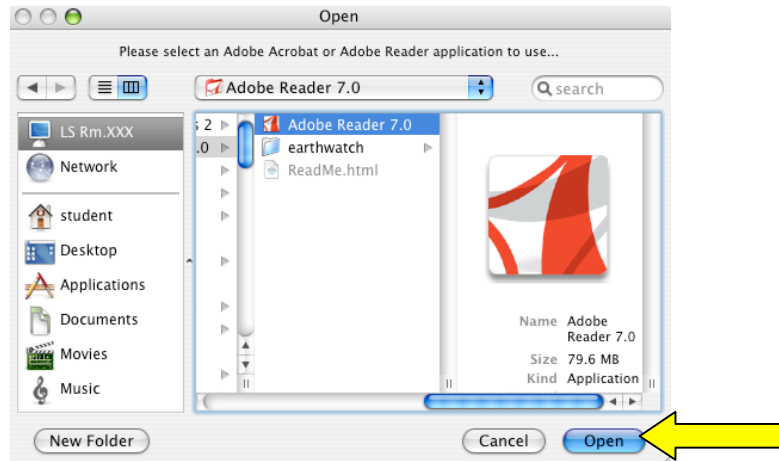 Open
Please select an Adobe Acrobat or Adobe Reader application to use...
Adobe Reader 7.0
search
LS Rm.XXX
Network
student
Desktop
Applications
Documents
Movies
Music
s 2
.0
Adobe Reader 7.0
earthwatch
ReadMe.html
Name Adobe
Reader 7.0
Size 79.6 MB
Kind Application
New Folder
Cancel
Open